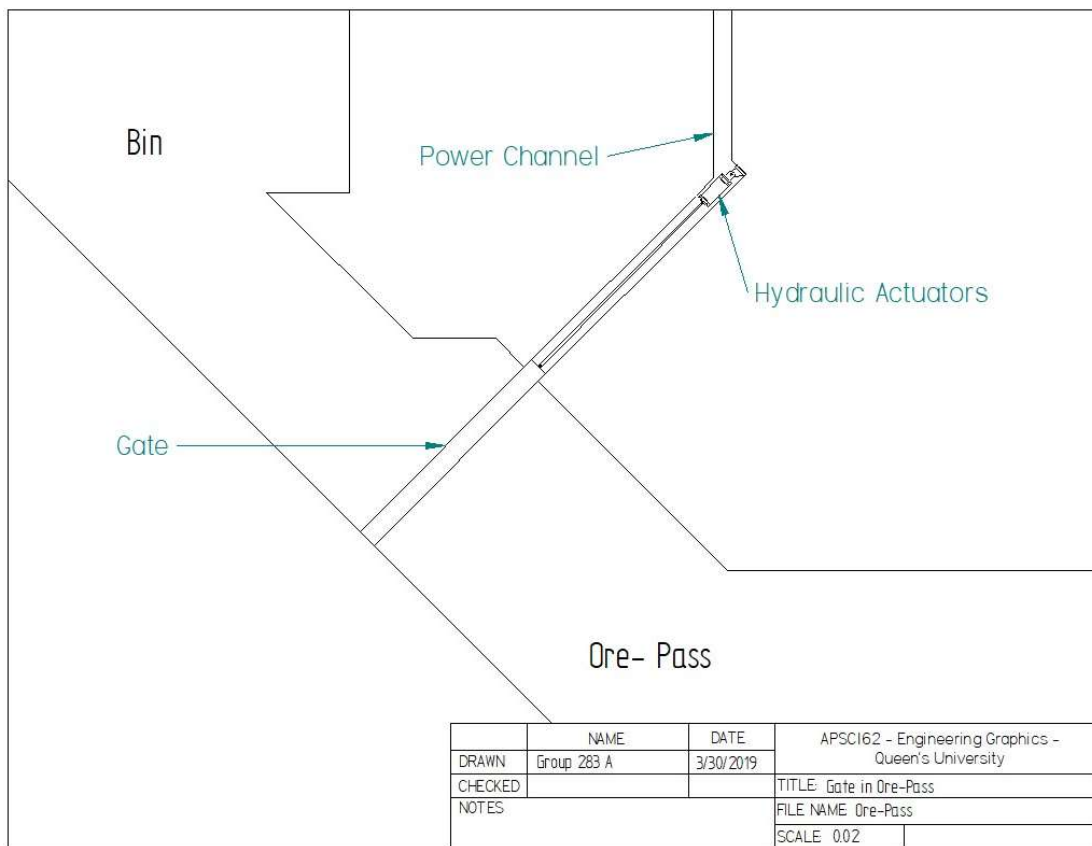 Bin
Power Channel
Hydraulic Actuators
Gate
Ore- Pass
NAME
DATE
APSC162 - Engineering Graphics -
Queen's University
DRAWN
Group 283 A
3/30/2019
CHECKED
TITLE: Gate in Ore-Pass
NOTES
FILE NAME Ore-Pass
SCALE 0.02